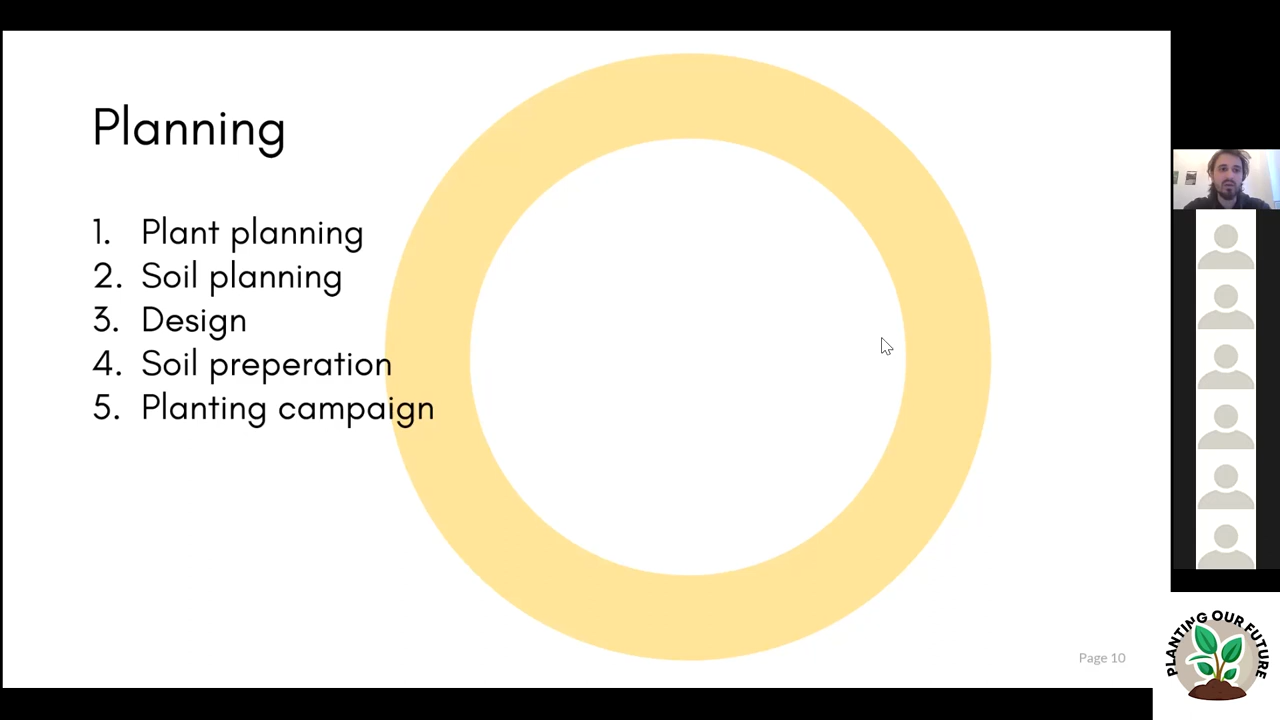 Planning
1. Plant planning
2. Soil planning
3. Design
4. Soil preperation
5. Planting campaign
Page 10
PLANTING OUR FUTURE